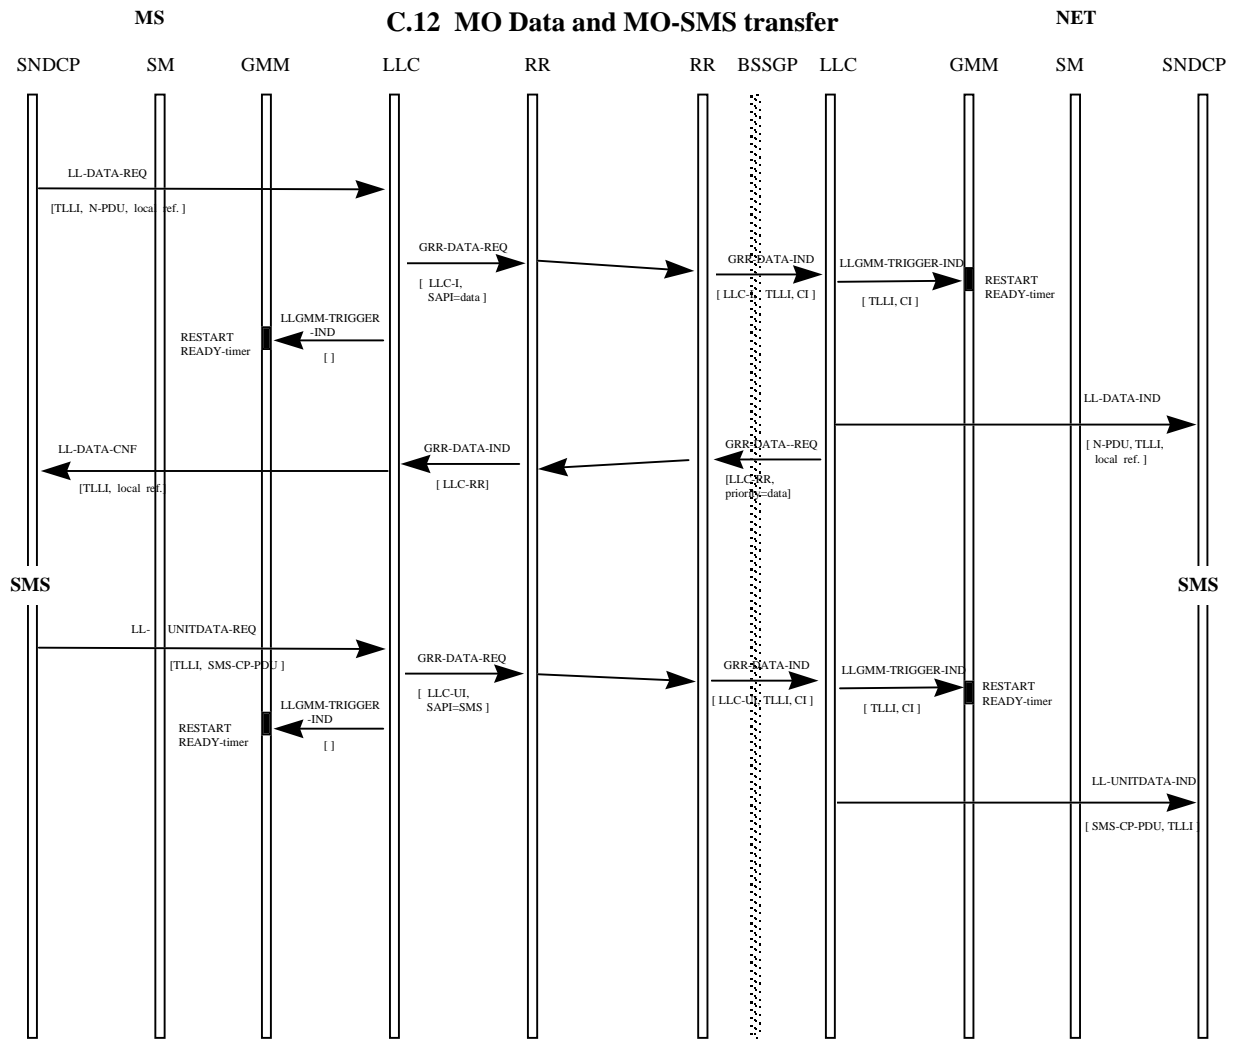 MS C.12 MO Data and MO-SMS transfer NET
SNDCP SM GMM LLC RR RR BSSGP LLC GMM SM SNDCP
LL-DATA-REQ
[TLLI, N-PDU, local ref. ]
GRR-DATA-REQ
[ LLC-I,
SAPI=data ]
GRR-DATA-IND
[ LLC-I, TLLI, CI ]
LLGMM-TRIGGER-IND
[ TLLI, CI ]
RESTART
READY-timer
LLGMM-TRIGGER
-IND
[ ]
RESTART
READY-timer
LL-DATA-IND
[ N-PDU, TLLI,
local ref. ]
GRR-DATA--REQ
[LLC-RR,
priority=data]
GRR-DATA-IND
[ LLC-RR]
LL-DATA-CNF
[TLLI, local ref.]
SMS SMS
LL- UNITDATA-REQ
[TLLI, SMS-CP-PDU ]
GRR-DATA-REQ
[ LLC-UI,
SAPI=SMS ]
GRR-DATA-IND
[ LLC-UI, TLLI, CI ]
LLGMM-TRIGGER-IND
[ TLLI, CI ]
RESTART
READY-timer
LLGMM-TRIGGER
-IND
[ ]
RESTART
READY-timer
LL-UNITDATA-IND
[ SMS-CP-PDU, TLLI ]